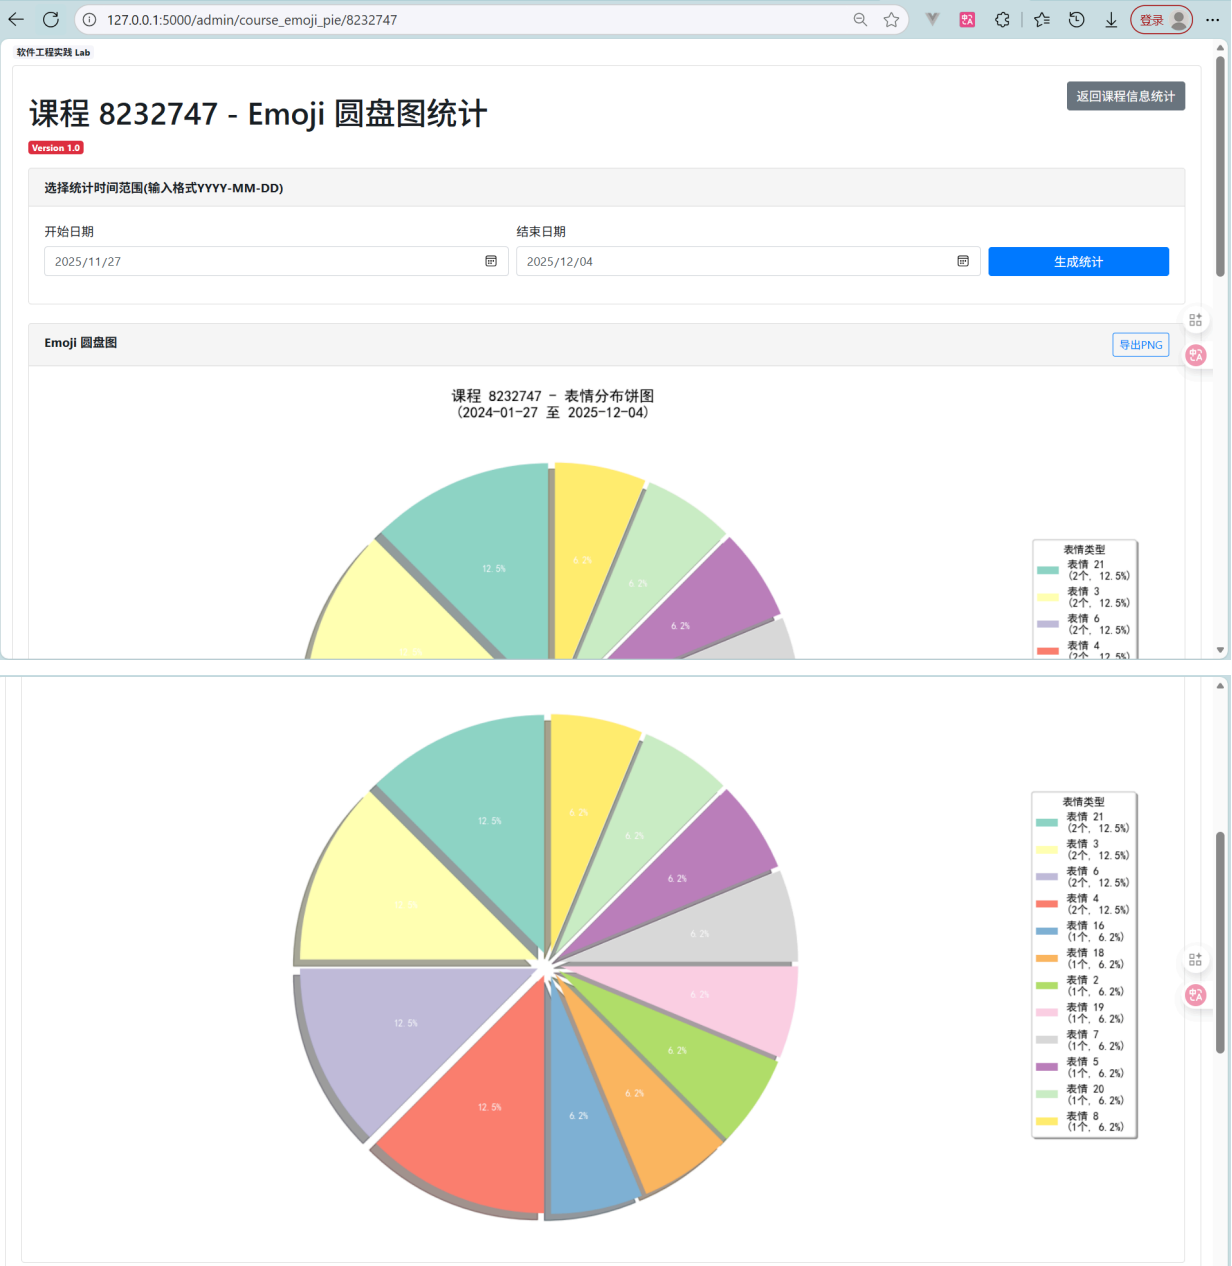 127.0.0.1:5000/admin/course_emoji_pie/8232747
登录
软件工程实践 Lab
课程 8232747 - Emoji 圆盘图统计
返回课程信息统计
Version 1.0
选择统计时间范围(输入格式YYYY-MM-DD)
开始日期
结束日期
2025/11/27
2025/12/04
生成统计
Emoji 圆盘图
导出PNG
课程 8232747 - 表情分布饼图
(2024-01-27 至 2025-12-04)
12.5%
6.2%
6.2%
6.2%
表情类型
表情 21
(2个, 12.5%)
表情 3
(2个, 12.5%)
表情 6
(2个, 12.5%)
表情 4
(2个, 12.5%)
12.5%
6.2%
6.2%
6.2%
6.2%
6.2%
12.5%
6.2%
6.2%
12.5%
6.2%
表情类型
表情 21
(2个, 12.5%)
表情 3
(2个, 12.5%)
表情 6
(2个, 12.5%)
表情 4
(2个, 12.5%)
表情 16
(1个, 6.2%)
表情 18
(1个, 6.2%)
表情 2
(1个, 6.2%)
表情 19
(1个, 6.2%)
表情 7
(1个, 6.2%)
表情 5
(1个, 6.2%)
表情 20
(1个, 6.2%)
表情 8
(1个, 6.2%)